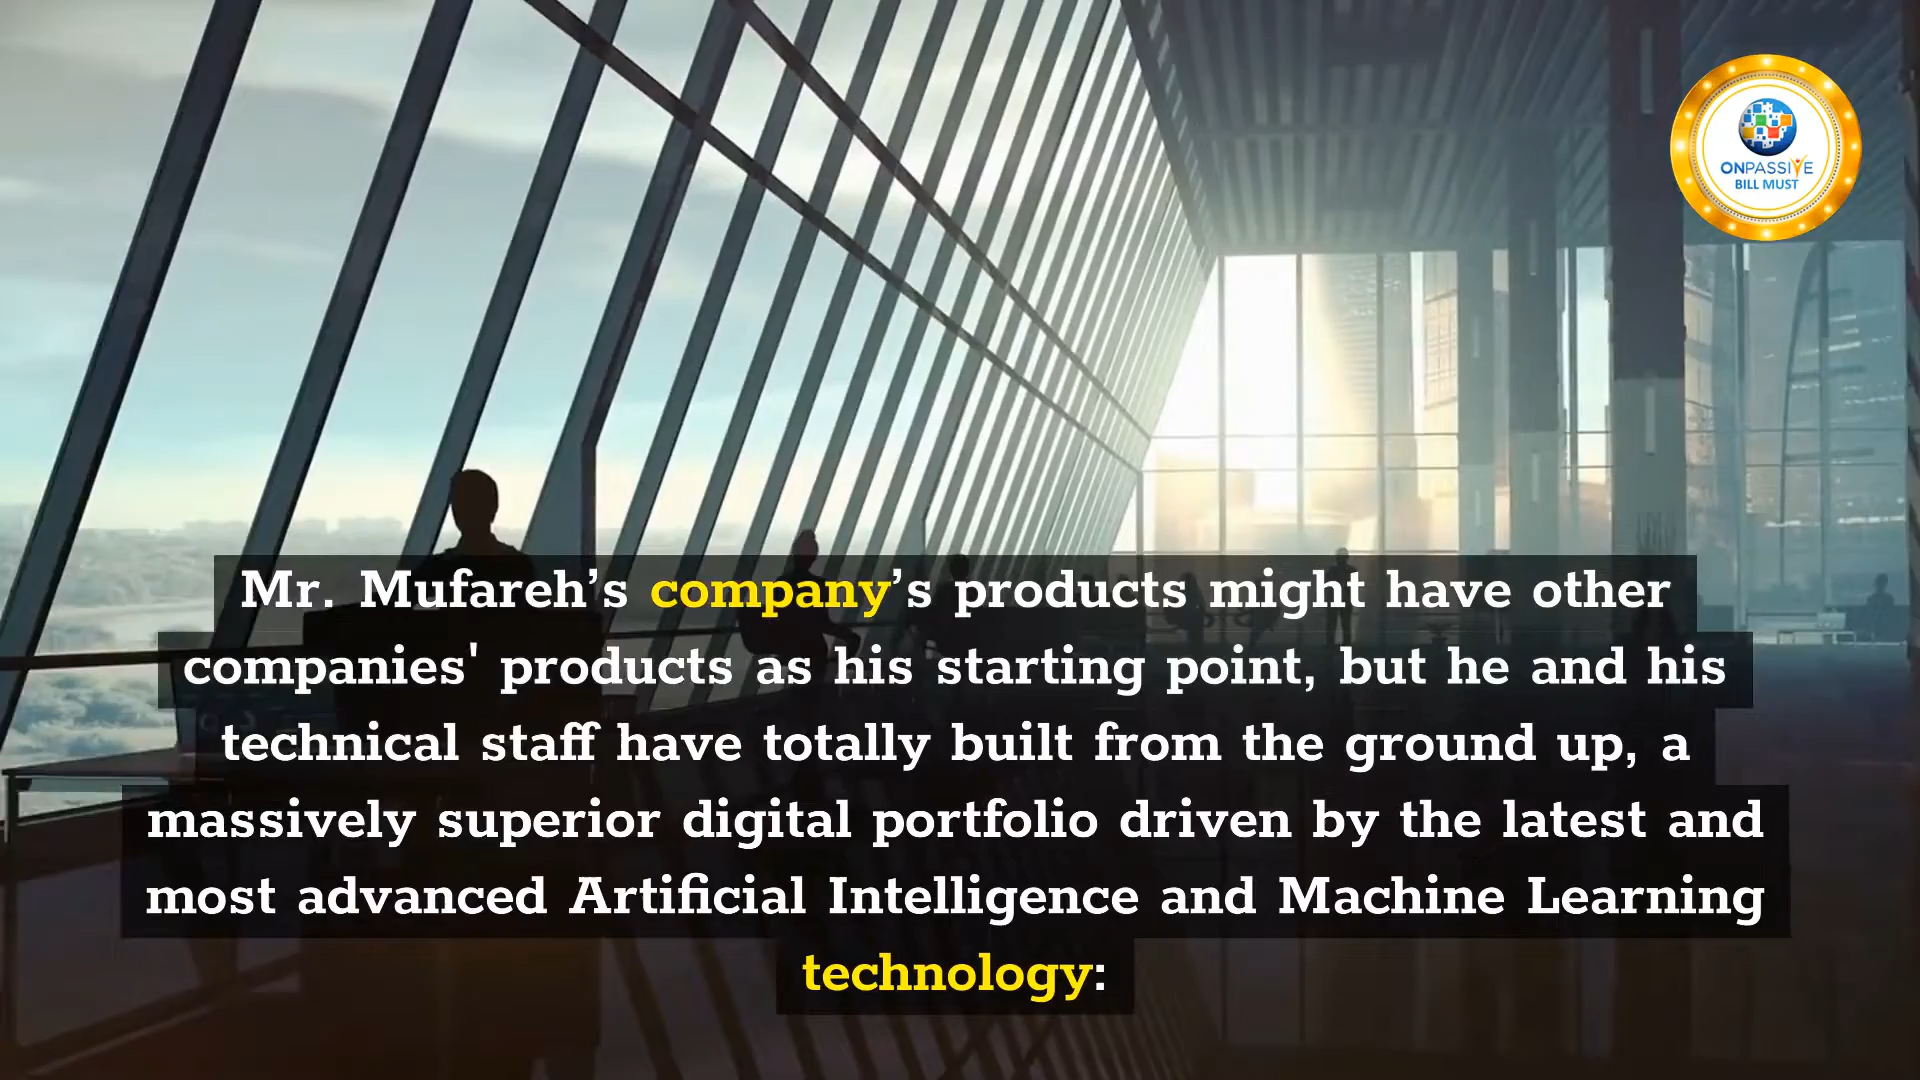 ONPASSIVE
BILL MUST
Mr. Mufareh’s company’s products might have other
companies' products as his starting point, but he and his
technical staff have totally built from the ground up, a
massively superior digital portfolio driven by the latest and
most advanced Artificial Intelligence and Machine Learning
technology: